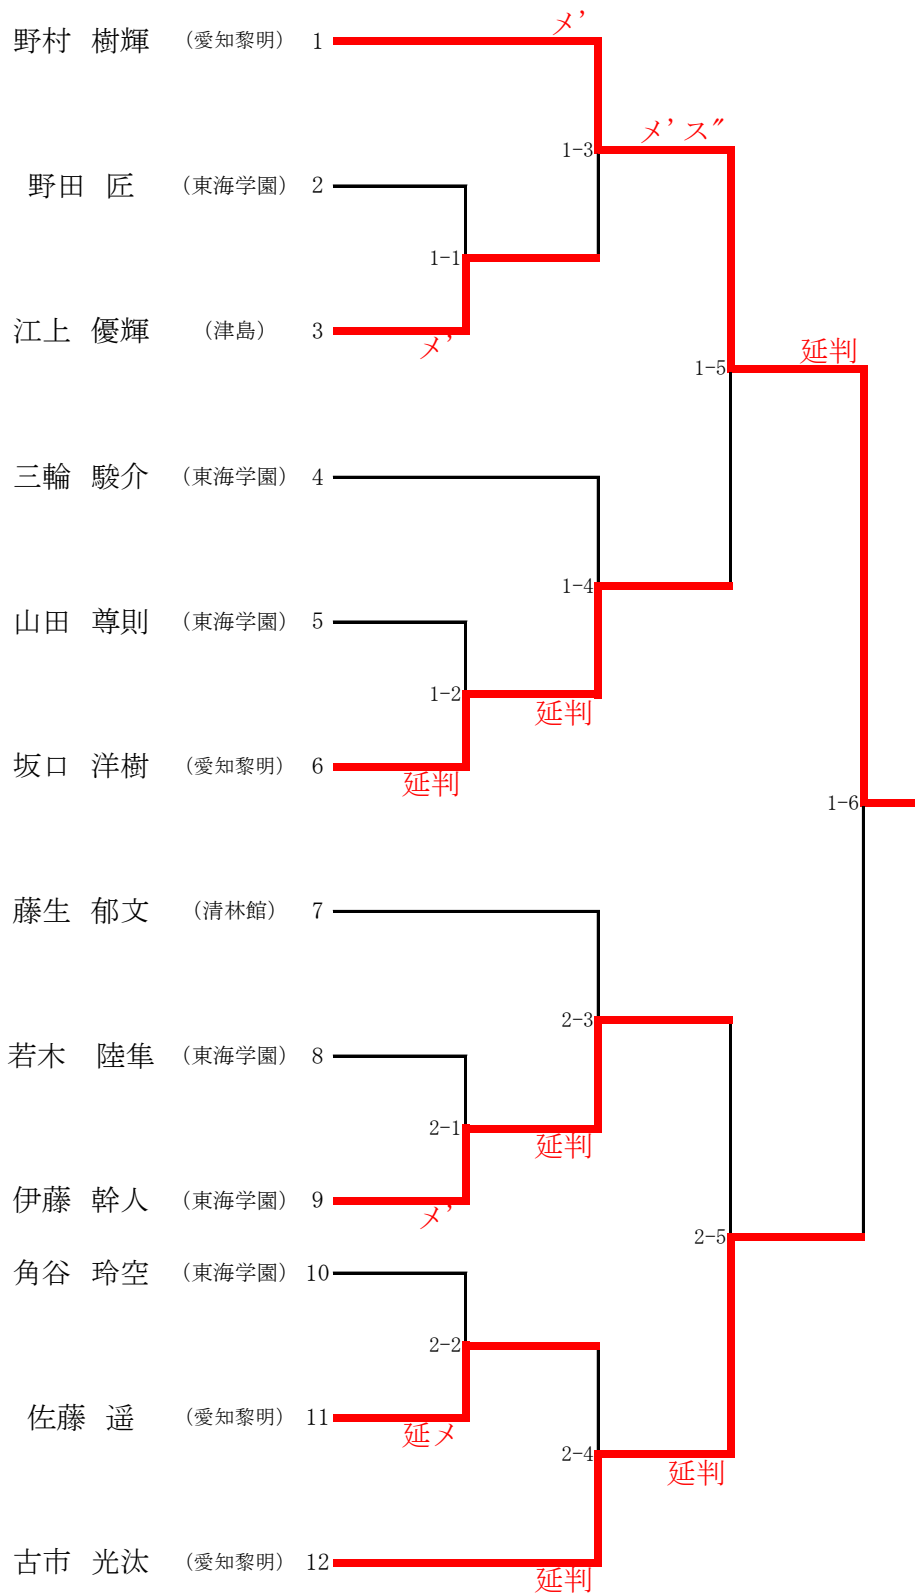 メ’
野村 樹輝 (愛知黎明) 1
メ’ス”
1-3
野田 匠 (東海学園) 2
1-1
江上 優輝 (津島) 3
メ’
延判
1-5
三輪 駿介 (東海学園) 4
1-4
山田 尊則 (東海学園) 5
1-2
延判
坂口 洋樹 (愛知黎明) 6
延判
1-6
藤生 郁文 (清林館) 7
2-3
若木 陸隼 (東海学園) 8
2-1
延判
伊藤 幹人 (東海学園) 9
メ’
2-5
角谷 玲空 (東海学園) 10
2-2
佐藤 遥 (愛知黎明) 11
延メ
2-4
延判
古市 光汰 (愛知黎明) 12
延判